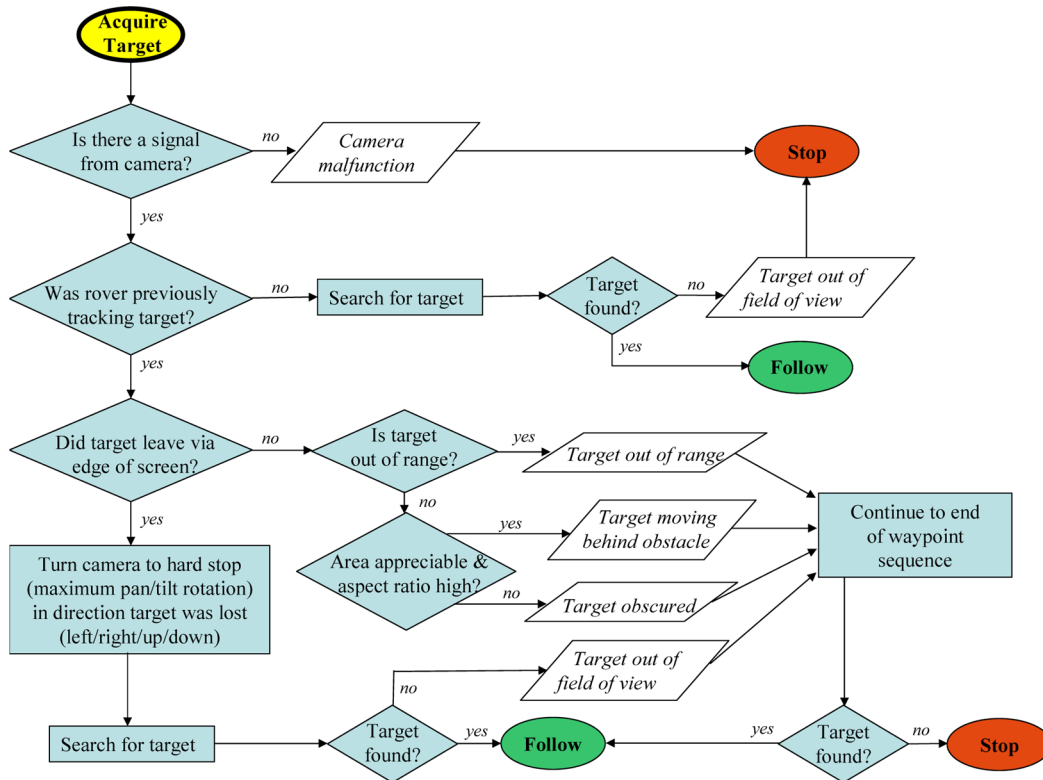 Acquire
Target
Is there a signal
from camera?
no
Camera
malfunction
Stop
yes
Was rover previously
tracking target?
no
Search for target
Target
found?
no
Target out of
field of view
yes
Follow
yes
Did target leave via
edge of screen?
no
Is target
out of range?
yes
Target out of range
no
Area appreciable &
aspect ratio high?
yes
Target moving
behind obstacle
no
Target obscured
Continue to end
of waypoint
sequence
yes
Turn camera to hard stop
(maximum pan/tilt rotation)
in direction target was lost
(left/right/up/down)
Search for target
Target
found?
no
Target out of
field of view
yes
Follow
yes
Target
found?
no
Stop